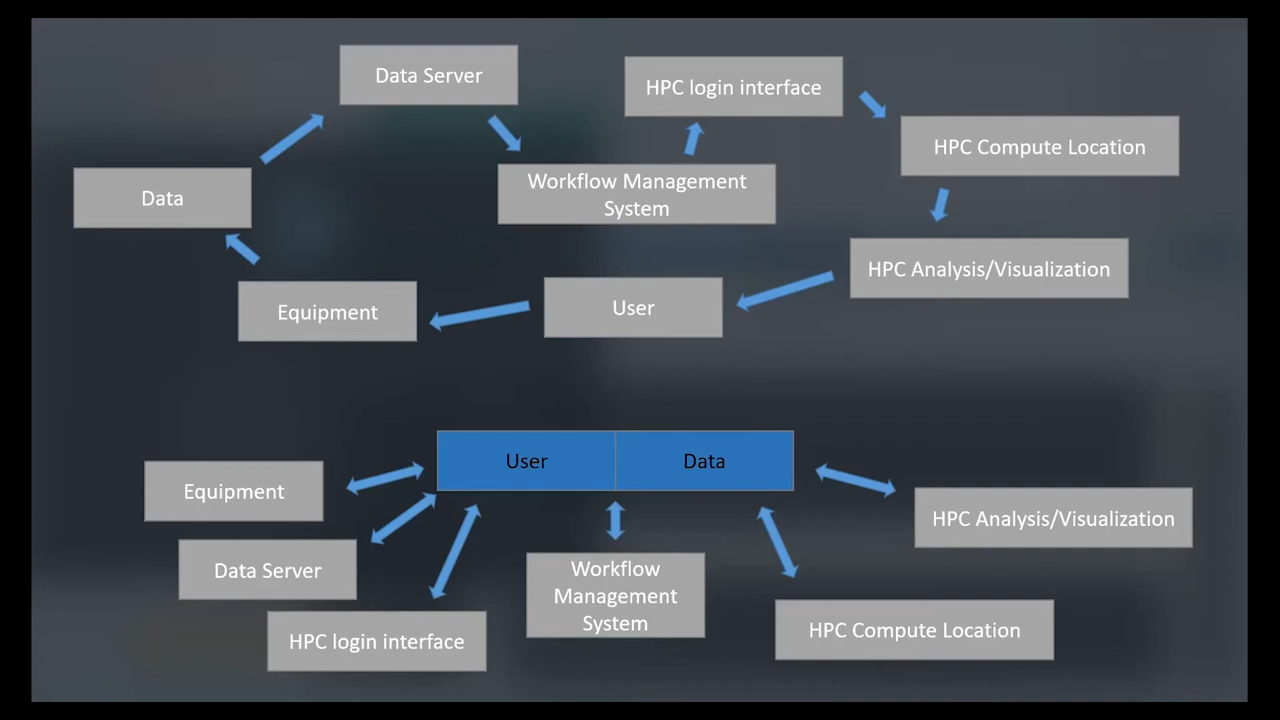 Data Server
HPC login interface
HPC Compute Location
Data
Workflow Management
System
HPC Analysis/Visualization
User
Equipment
User
Data
Equipment
HPC Analysis/Visualization
Data Server
Workflow
Management
System
HPC login interface
HPC Compute Location